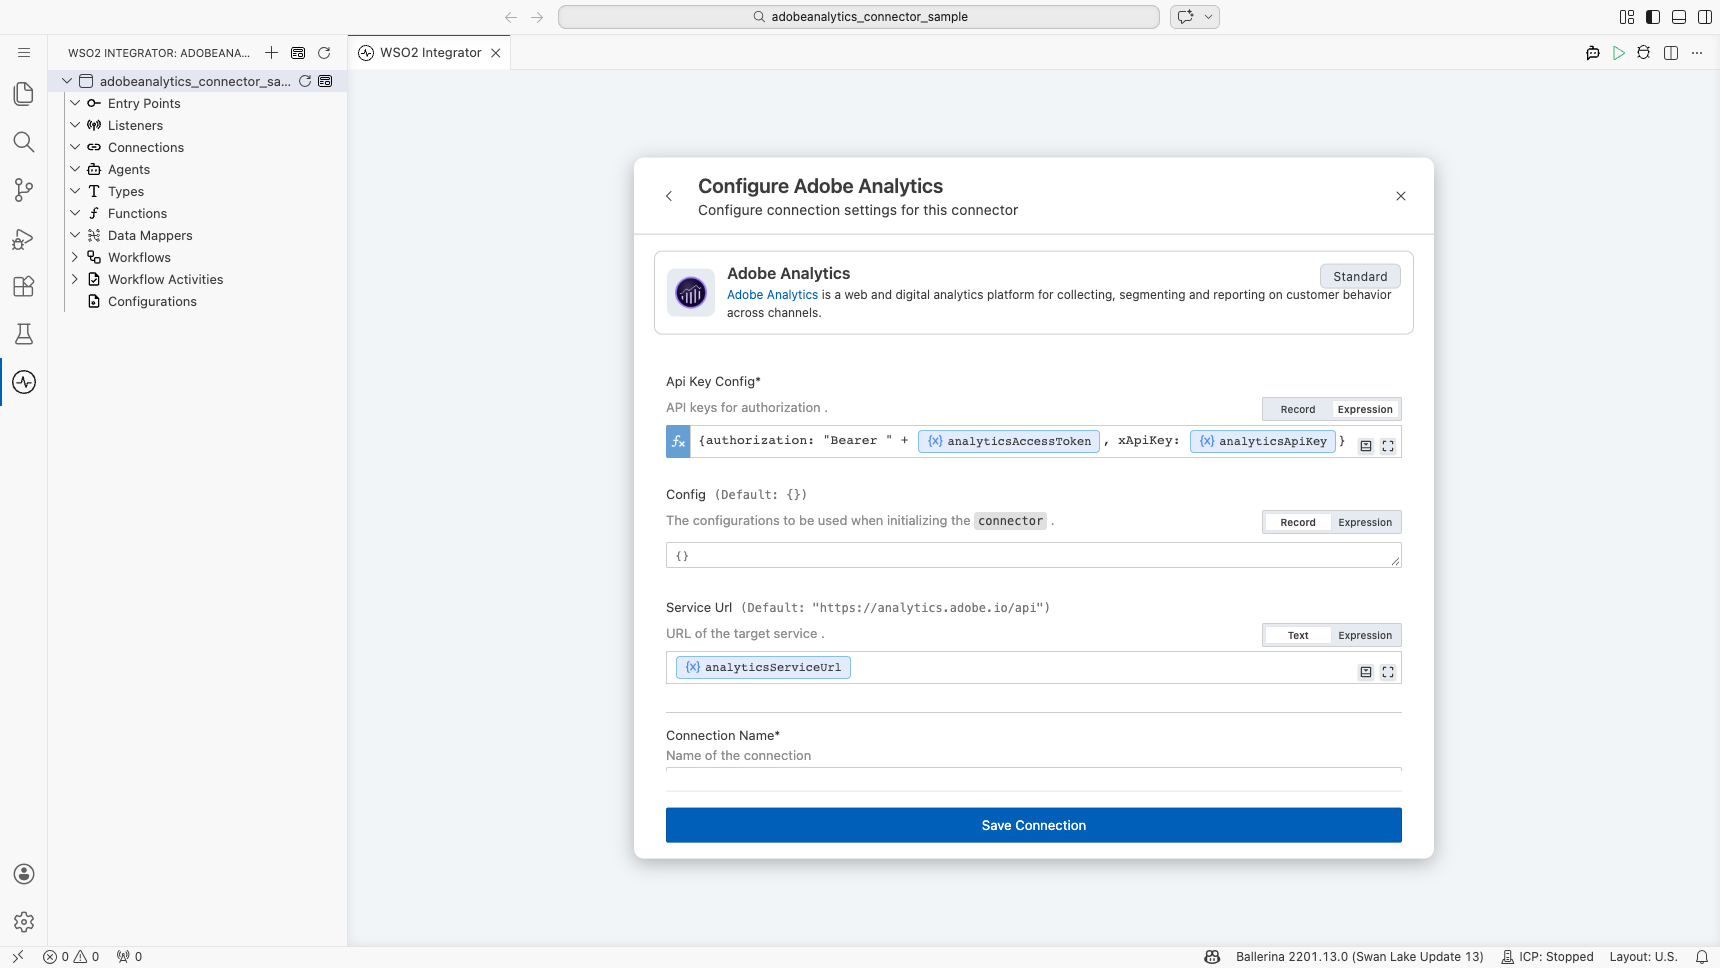 adobeanalytics_connector_sample
WSO2 INTEGRATOR: ADOBEANA...
WSO2 Integrator
adobeanalytics_connector_sa...
Entry Points
Listeners
Connections
Agents
Types
Functions
Data Mappers
Workflows
Workflow Activities
Configurations
Configure Adobe Analytics
Configure connection settings for this connector
Adobe Analytics
Standard
Adobe Analytics is a web and digital analytics platform for collecting, segmenting and reporting on customer behavior
across channels.
Api Key Config*
API keys for authorization .
Record Expression
fx {authorization: "Bearer " + {x} analyticsAccessToken , xApiKey: {x} analyticsApiKey }
Config (Default: {})
The configurations to be used when initializing the connector .
Record Expression
{}
Service Url (Default: "https://analytics.adobe.io/api")
URL of the target service .
Text Expression
{x} analyticsServiceUrl
Connection Name*
Name of the connection
Save Connection
0 0 0
Ballerina 2201.13.0 (Swan Lake Update 13) ICP: Stopped Layout: U.S.